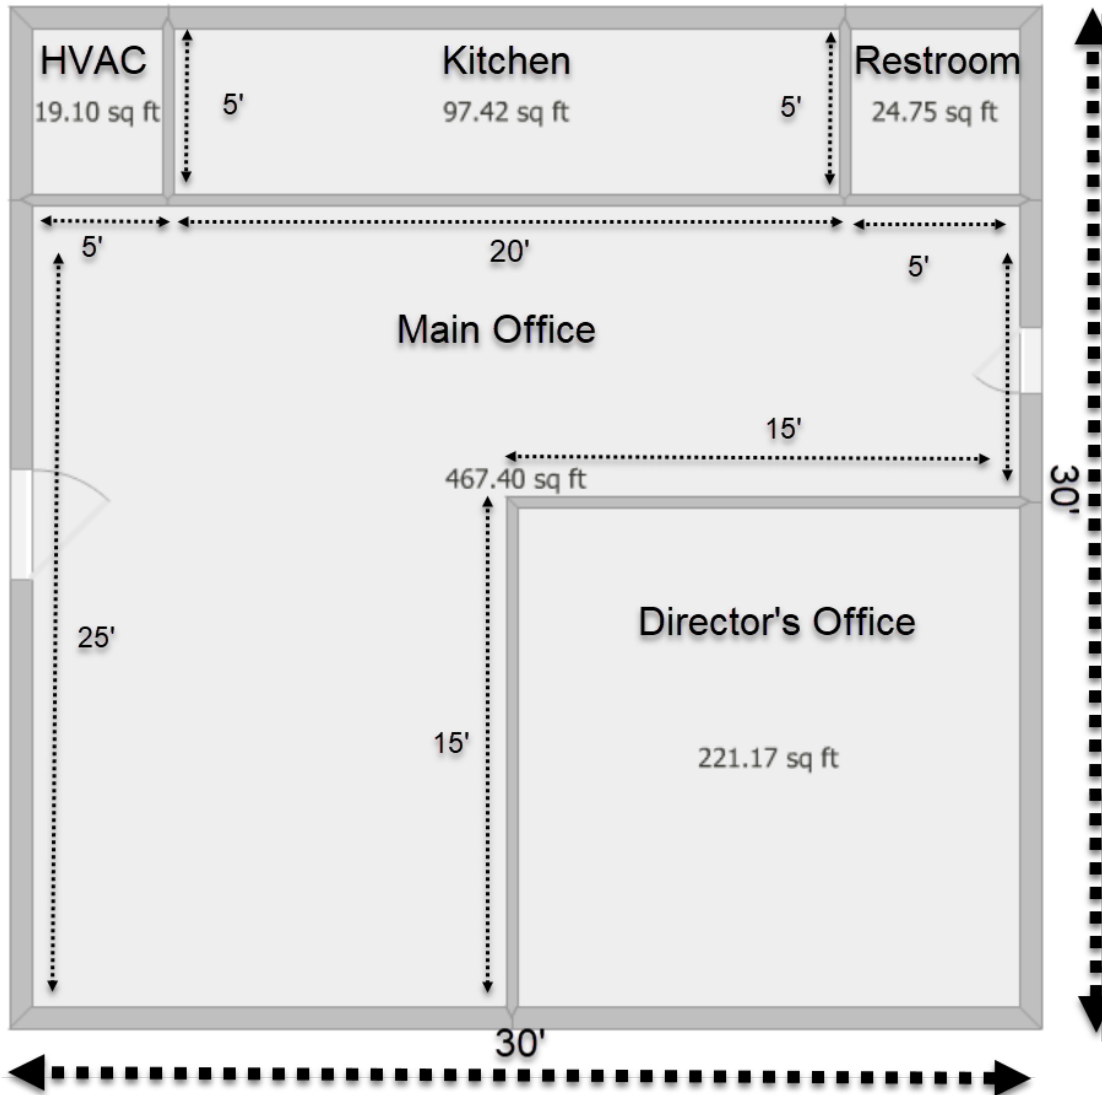 HVAC
Kitchen
Restroom
19.10 sq ft
5'
97.42 sq ft
5'
24.75 sq ft
5'
20'
5'
Main Office
15'
467.40 sq ft
30'
Director's Office
25'
15'
221.17 sq ft
30'